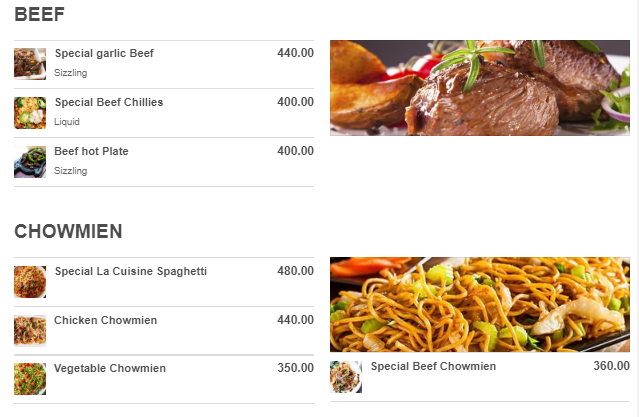 BEEF
Special garlic Beef 440.00
Sizzling
Special Beef Chillies 400.00
Liquid
Beef hot Plate 400.00
Sizzling
CHOWMIEN
Special La Cuisine Spaghetti 480.00
Chicken Chowmien 440.00
Vegetable Chowmien 350.00
Special Beef Chowmien 360.00